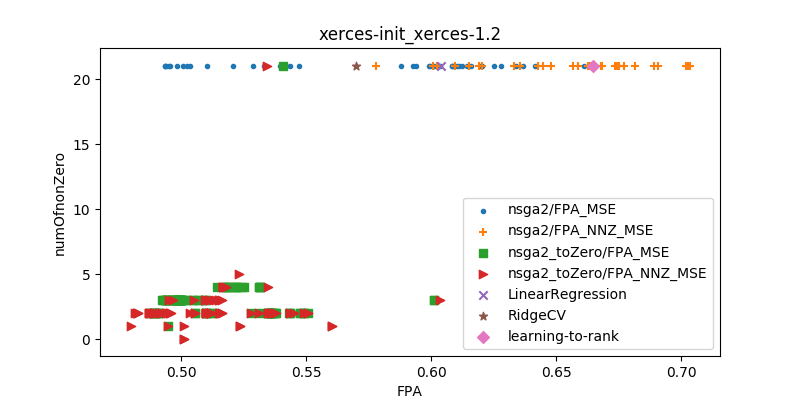 xerces-init_xerces-1.2
numOfnonZero
20
15
10
5
0
nsga2/FPA_MSE
nsga2/FPA_NNZ_MSE
nsga2_toZero/FPA_MSE
nsga2_toZero/FPA_NNZ_MSE
LinearRegression
RidgeCV
learning-to-rank
0.50 0.55 0.60 0.65 0.70
FPA